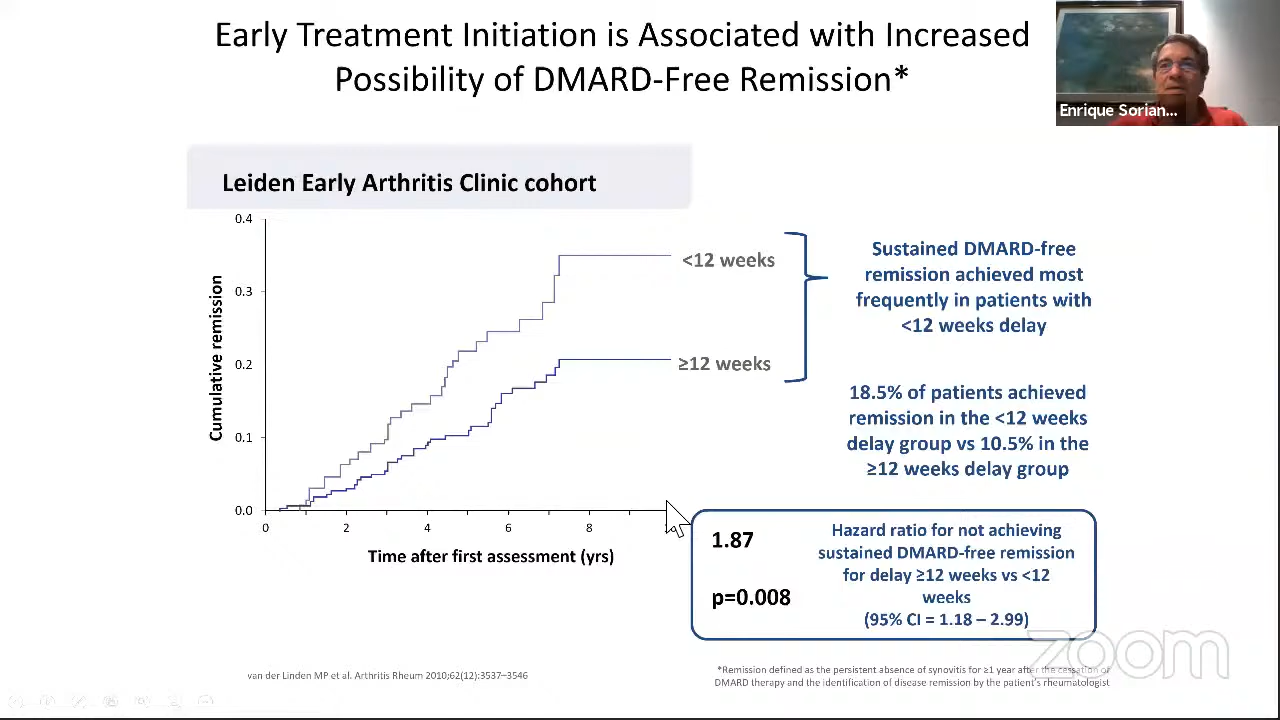 Early Treatment Initiation is Associated with Increased
Possibility of DMARD-Free Remission*
Enrique Sorian...
Leiden Early Arthritis Clinic cohort
0.4
0.3
0.2
0.1
0.0
Cumulative remission
0
2
4
6
8
Time after first assessment (yrs)
<12 weeks
≥12 weeks
Sustained DMARD-free
remission achieved most
frequently in patients with
<12 weeks delay
18.5% of patients achieved
remission in the <12 weeks
delay group vs 10.5% in the
≥12 weeks delay group
1.87
p=0.008
Hazard ratio for not achieving
sustained DMARD-free remission
for delay ≥12 weeks vs <12
weeks
(95% CI = 1.18 – 2.99)
zoom
van der Linden MP et al. Arthritis Rheum 2010;62(12):3537–3546
*Remission defined as the persistent absence of synovitis for ≥1 year after the cessation of
DMARD therapy and the identification of disease remission by the patient's rheumatologist